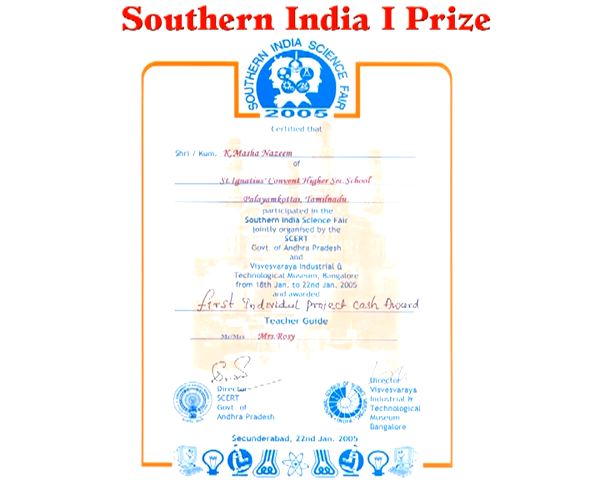 Southern India I Prize
SOUTHERN INDIA SCIENCE FAIR
2005
Certified that
Shri / Kum. K.Masha Nazeem
of
St.Ignatius' Convent Higher Sec.School
Palayamkottai, Tamilnadu
participated in the
Southern India Science Fair
jointly organised by the
SCERT
Govt. of Andhra Pradesh
and
Visvesvaraya Industrial &
Technological Museum, Bangalore
from 18th Jan. to 22nd Jan. 2005
and awarded
first Individul project cash Award
Teacher Guide
Mr/Mrs Mrs.Rosy
Director
SCERT
Govt. of
Andhra Pradesh
Director
Visvesvaraya
Industrial &
Technological
Museum
Bangalore
Secunderabad, 22nd Jan. 2005